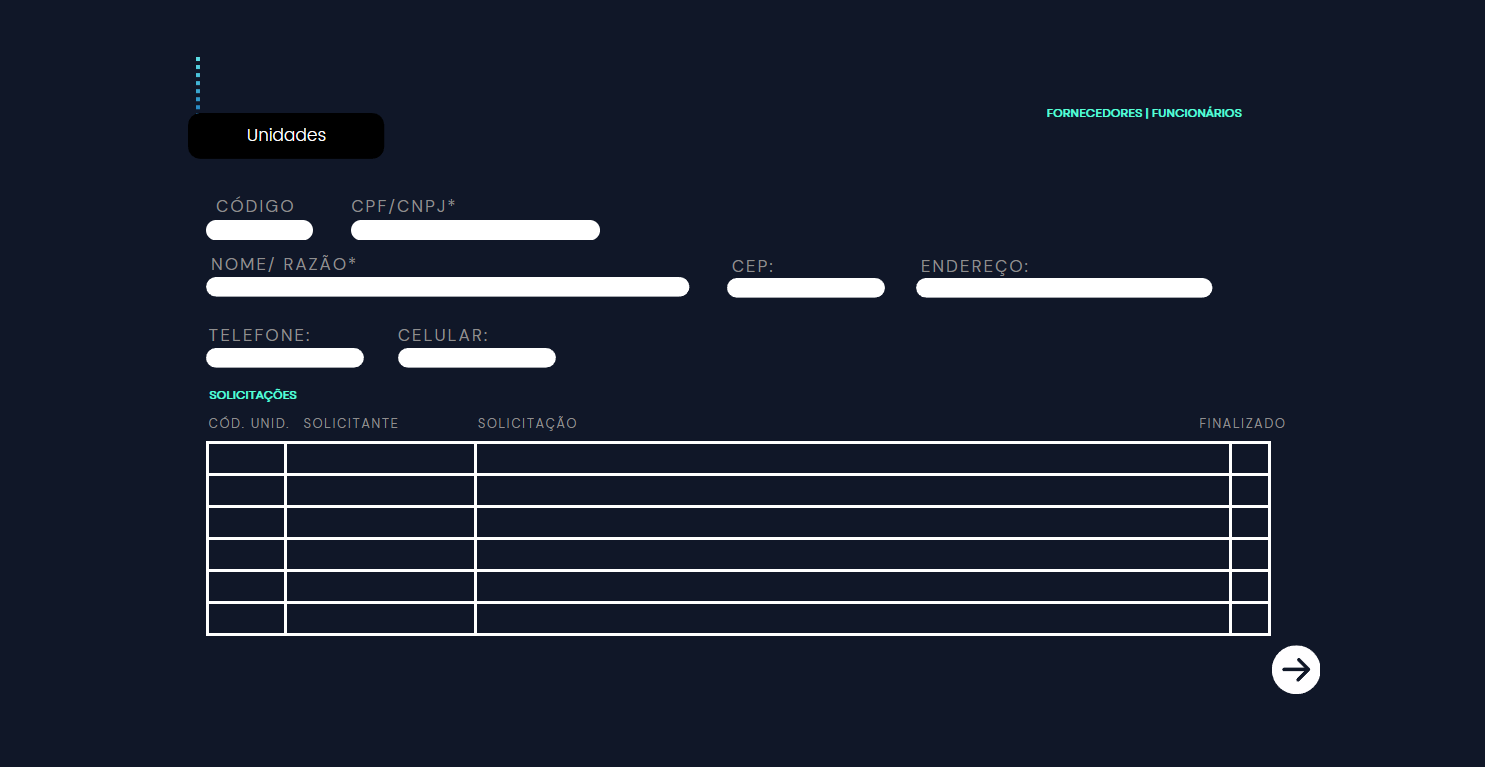 FORNECEDORES | FUNCIONÁRIOS
Unidades
CÓDIGO CPF/CNPJ*
NOME/ RAZÃO* CEP: ENDEREÇO:
TELEFONE: CELULAR:
SOLICITAÇÕES
CÓD. UNID. SOLICITANTE SOLICITAÇÃO FINALIZADO